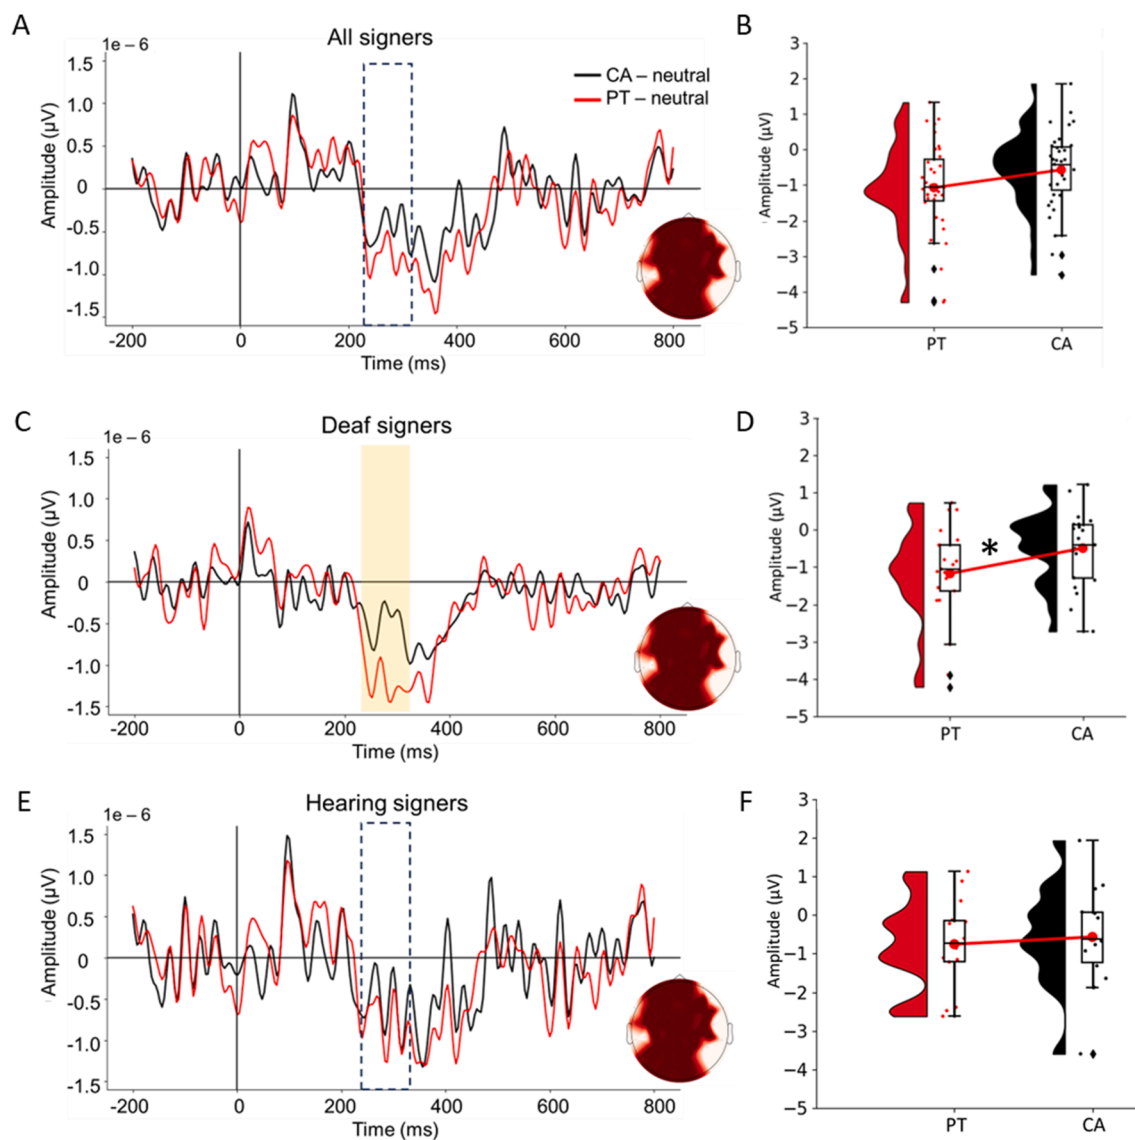 A
All signers
1e – 6
CA – neutral
PT – neutral
Amplitude (μV)
1.5
1.0
0.5
0
-0.5
-1.0
-1.5
-200 0 200 400 600 800
Time (ms)
B
Amplitude (μV)
3
2
1
0
−1
−2
−3
−4
−5
PT CA
C
Deaf signers
1e – 6
Amplitude (μV)
1.5
1.0
0.5
0
-0.5
-1.0
-1.5
-200 0 200 400 600 800
Time (ms)
D
Amplitude (μV)
3
2
1
0
−1
−2
−3
−4
−5
*
PT CA
E
Hearing signers
1e – 6
Amplitude (μV)
1.5
1.0
0.5
0
-0.5
-1.0
-1.5
-200 0 200 400 600 800
Time (ms)
F
Amplitude (μV)
3
2
1
0
−1
−2
−3
−4
−5
PT CA